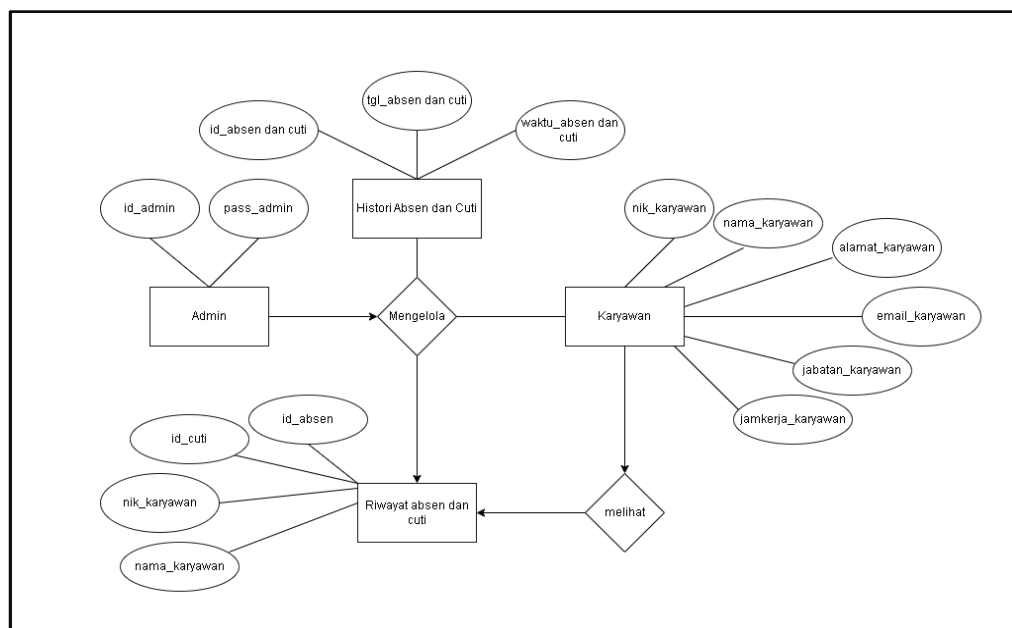 tgl_absen dan
cuti
id_absen dan cuti
waktu_absen dan
cuti
id_admin
pass_admin
Histori Absen dan Cuti
nik_karyawan
nama_karyawan
alamat_karyawan
Admin
Mengelola
Karyawan
email_karyawan
jabatan_karyawan
jamkerja_karyawan
id_absen
id_cuti
nik_karyawan
Riwayat absen dan
cuti
melihat
nama_karyawan